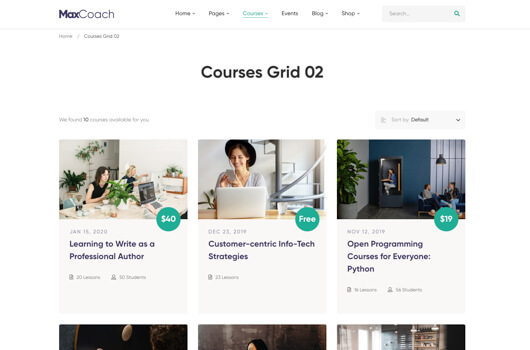 MaxCoach
Home Pages Courses Events Blog Shop Search...
Home / Courses Grid 02
Courses Grid 02
We found 10 courses available for you
Sort by: Default
$40
Free
$19
JAN 15, 2020
Learning to Write as a
Professional Author
20 Lessons 50 Students
DEC 23, 2019
Customer-centric Info-Tech
Strategies
23 Lessons
NOV 12, 2019
Open Programming
Courses for Everyone:
Python
16 Lessons 56 Students